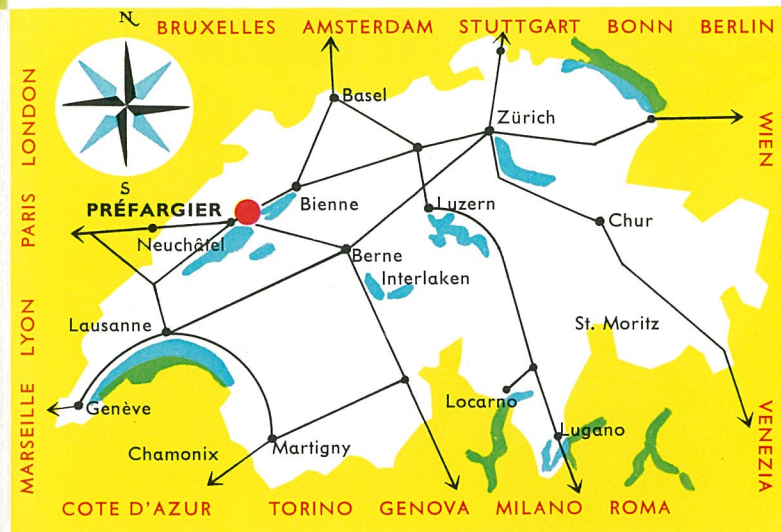 BRUXELLES AMSTERDAM STUTTGART BONN BERLIN
N
LONDON
WIEN
Basel
Zürich
S
PRÉFARGIER
Bienne
Luzern
PARIS
Neuchâtel
Chur
Berne
Interlaken
LYON
Lausanne
St. Moritz
MARSEILLE
Genève
Locarno
Lugano
VENEZIA
Chamonix
Martigny
COTE D'AZUR TORINO GENOVA MILANO ROMA